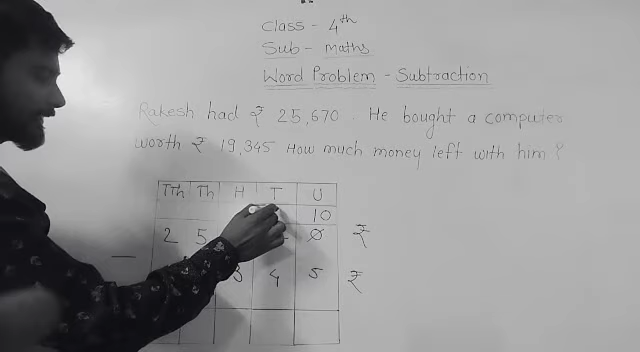 Class - 4th
Sub - maths.
Word Problem - Subtraction
Rakesh had ₹ 25,670. He bought a computer
worth ₹ 19,345 How much money left with him?
TTh Th H T U
10
2 5 0 ₹
3 4 5 ₹